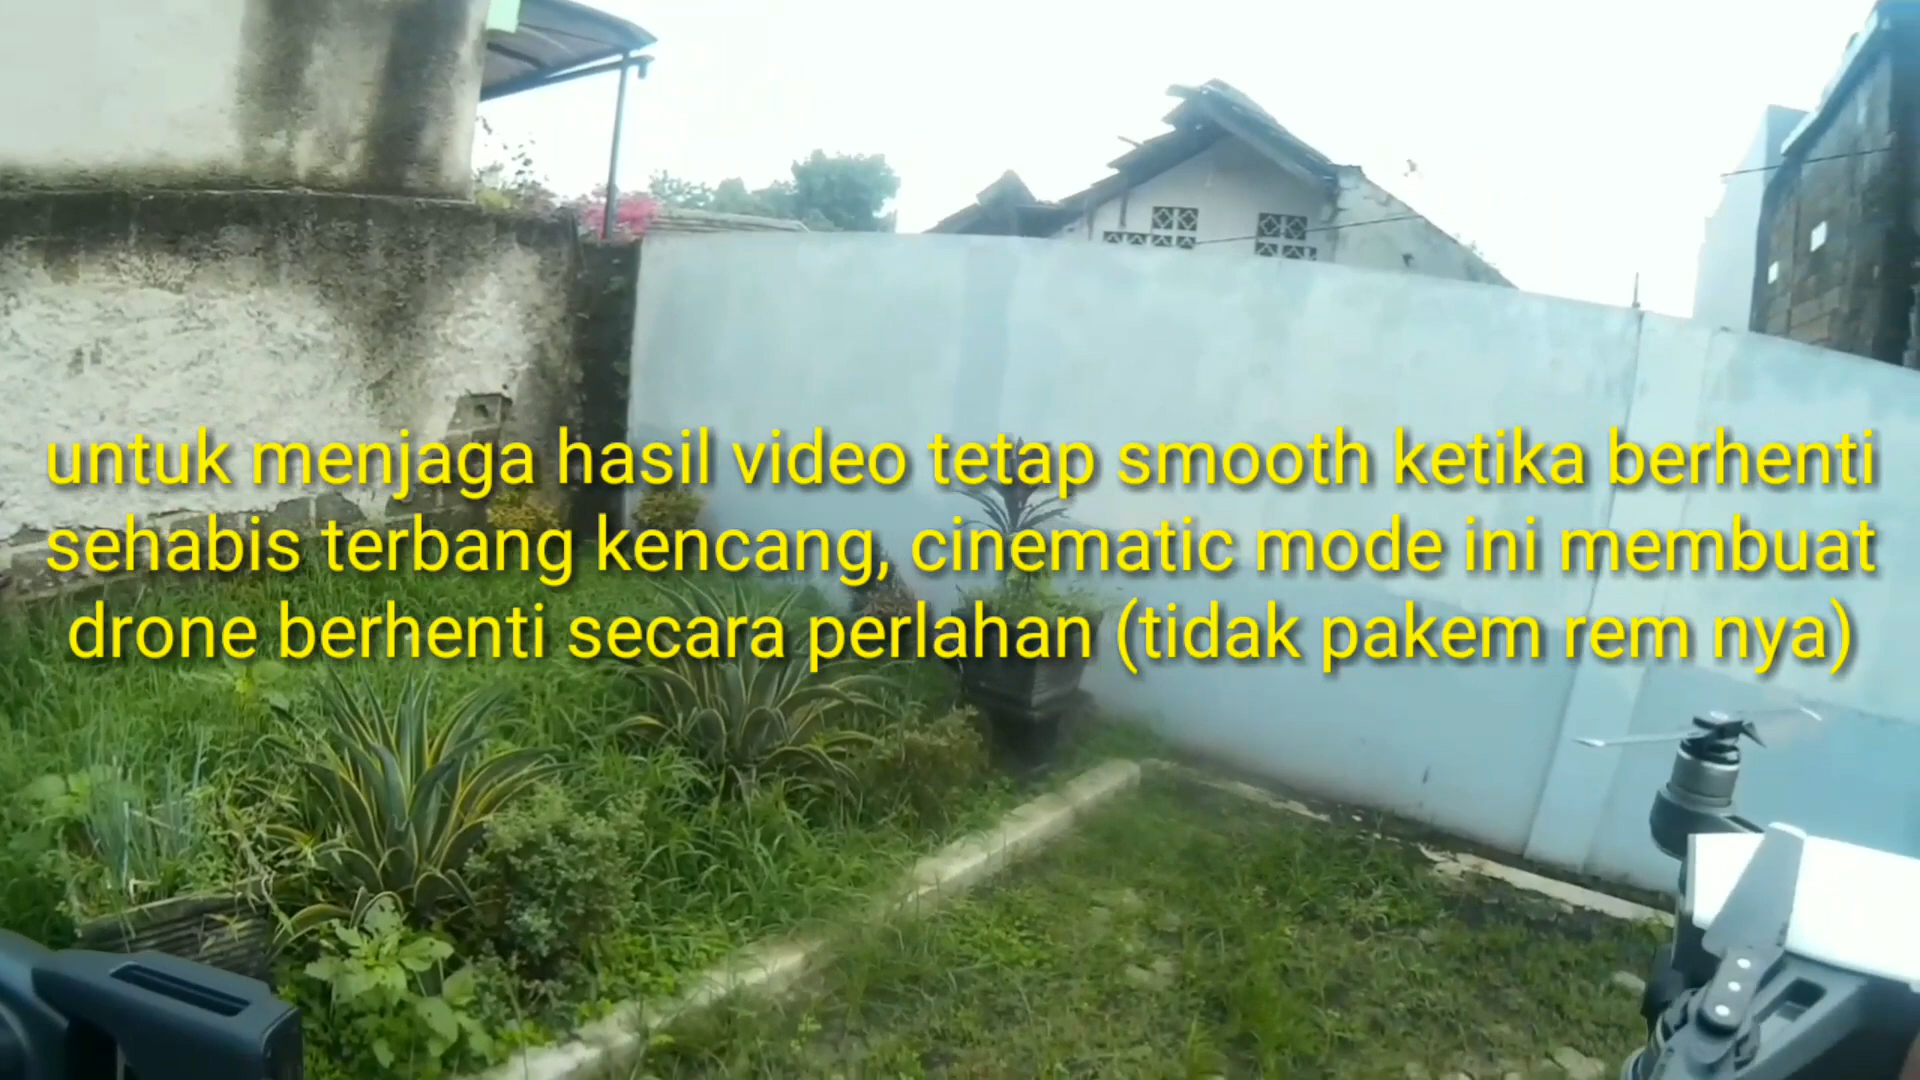 untuk menjaga hasil video tetap smooth ketika berhenti
sehabis terbang kencang, cinematic mode ini membuat
drone berhenti secara perlahan (tidak pakem rem nya)